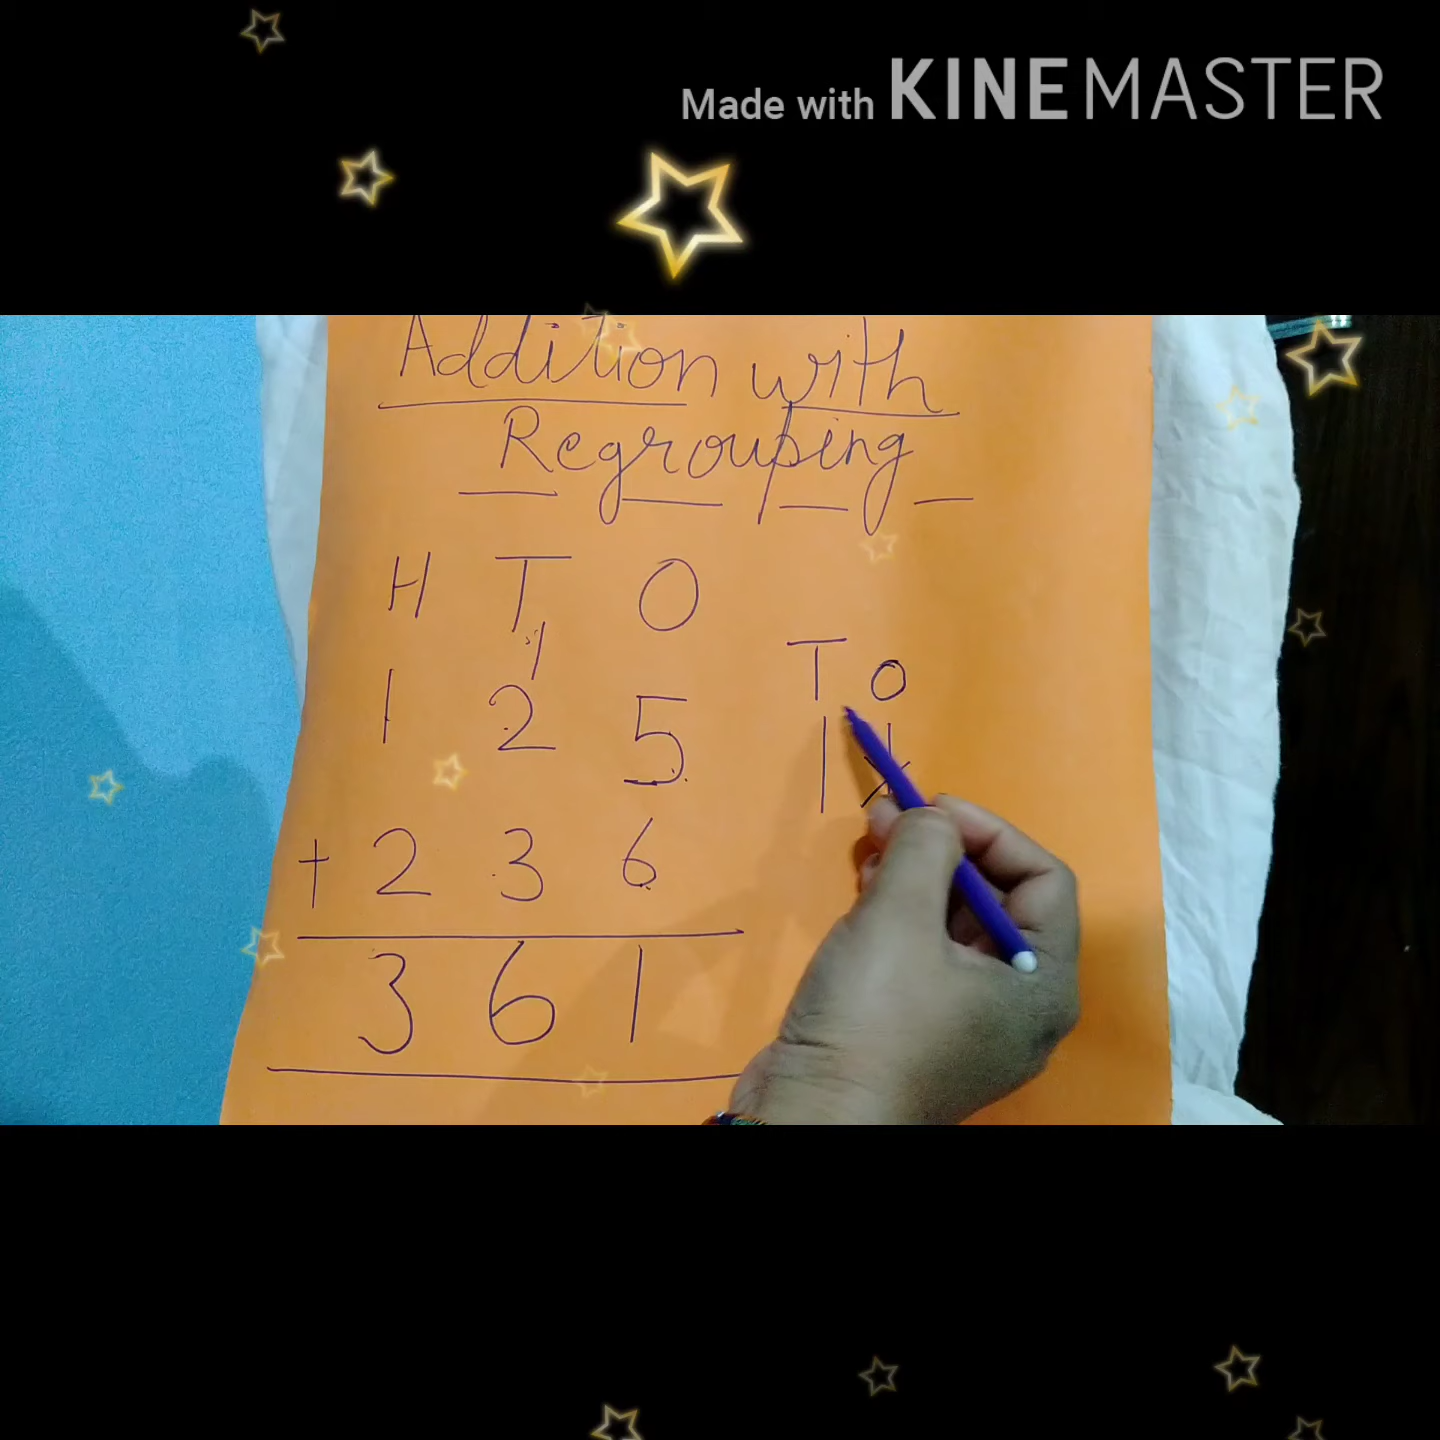 Made with KINEMASTER
Addition with
Regrouping
H T O
1
1 2 5
+ 2 3 6
3 6 1
T O
1 1